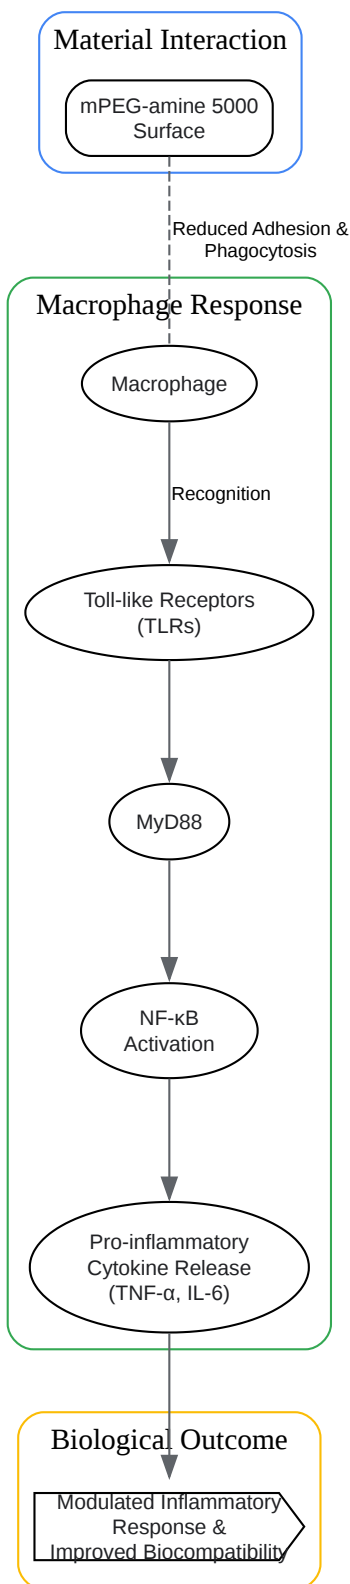 Material Interaction
mPEG-amine 5000
Surface
Reduced Adhesion &
Phagocytosis
Macrophage Response
Macrophage
Recognition
Toll-like Receptors
(TLRs)
MyD88
NF-κB
Activation
Pro-inflammatory
Cytokine Release
(TNF-α, IL-6)
Biological Outcome
Modulated Inflammatory
Response &
Improved Biocompatibility